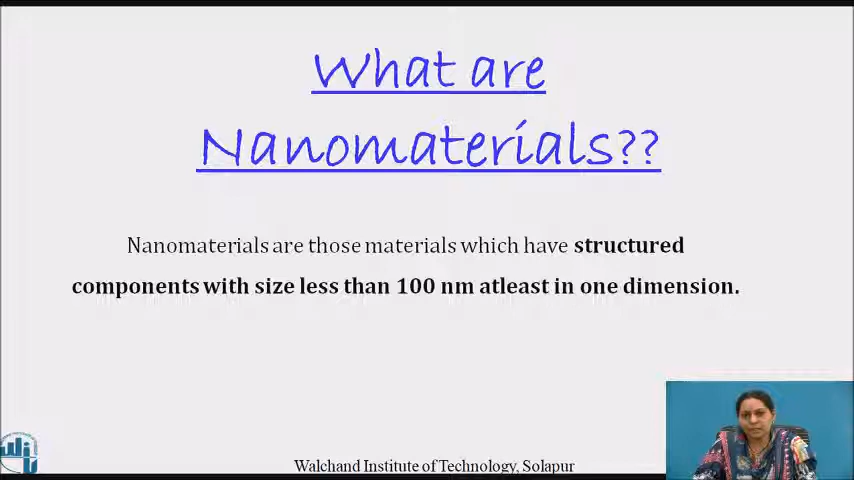 What are
Nanomaterials??
Nanomaterials are those materials which have structured
components with size less than 100 nm atleast in one dimension.
Walchand Institute of Technology, Solapur